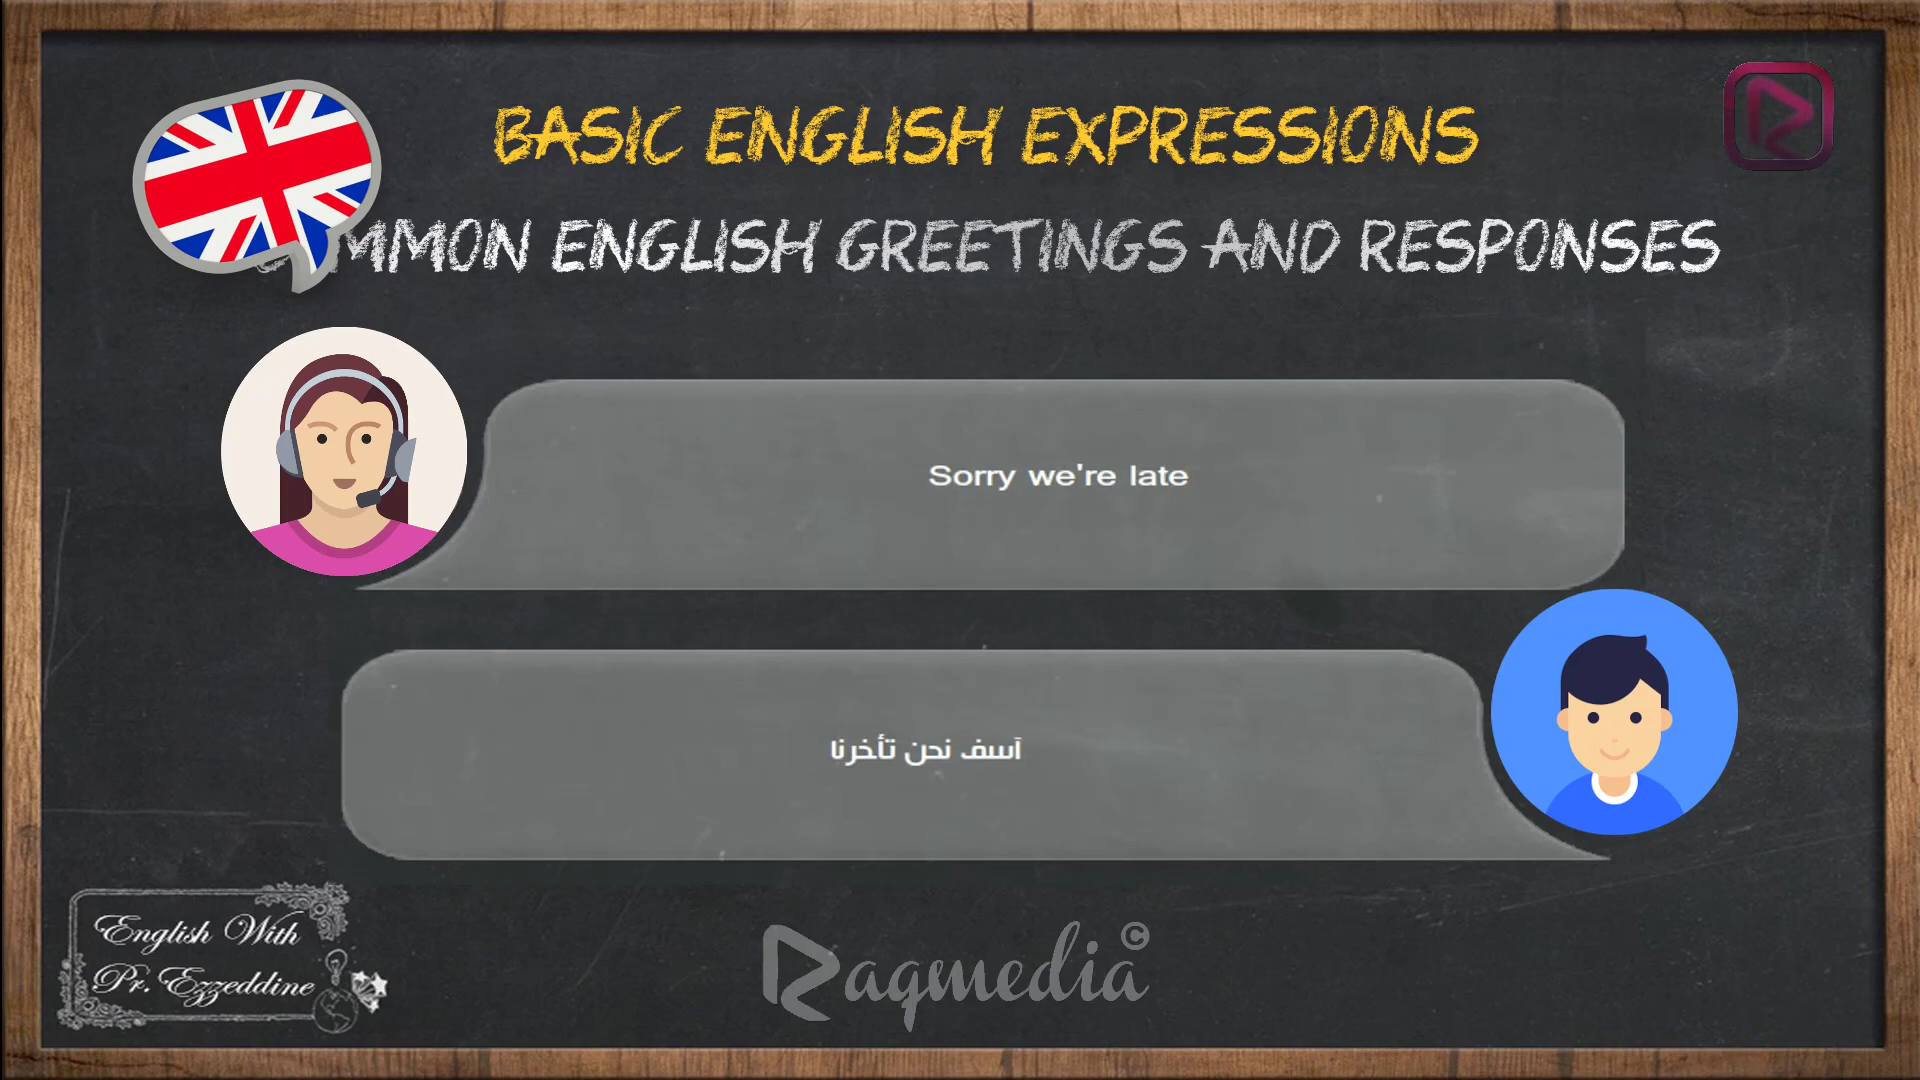 BASIC ENGLISH EXPRESSIONS
MMON ENGLISH GREETINGS AND RESPONSES
Sorry we're late
آسف نحن تأخرنا
English With
Pr. Ezzeddine
Raqmedia ©